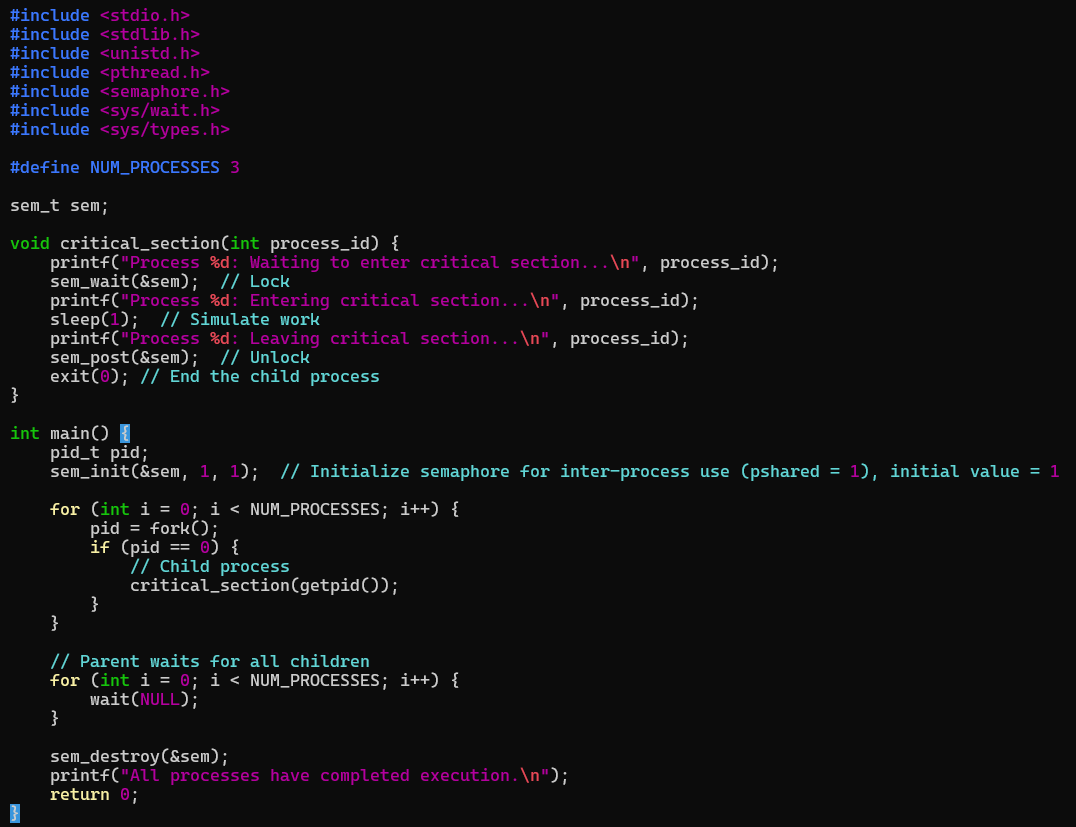 #include <stdio.h>
#include <stdlib.h>
#include <unistd.h>
#include <pthread.h>
#include <semaphore.h>
#include <sys/wait.h>
#include <sys/types.h>

#define NUM_PROCESSES 3

sem_t sem;

void critical_section(int process_id) {
    printf("Process %d: Waiting to enter critical section...\n", process_id);
    sem_wait(&sem);  // Lock
    printf("Process %d: Entering critical section...\n", process_id);
    sleep(1);  // Simulate work
    printf("Process %d: Leaving critical section...\n", process_id);
    sem_post(&sem);  // Unlock
    exit(0); // End the child process
}

int main() {
    pid_t pid;
    sem_init(&sem, 1, 1);  // Initialize semaphore for inter-process use (pshared = 1), initial value = 1

    for (int i = 0; i < NUM_PROCESSES; i++) {
        pid = fork();
        if (pid == 0) {
            // Child process
            critical_section(getpid());
        }
    }

    // Parent waits for all children
    for (int i = 0; i < NUM_PROCESSES; i++) {
        wait(NULL);
    }

    sem_destroy(&sem);
    printf("All processes have completed execution.\n");
    return 0;
}